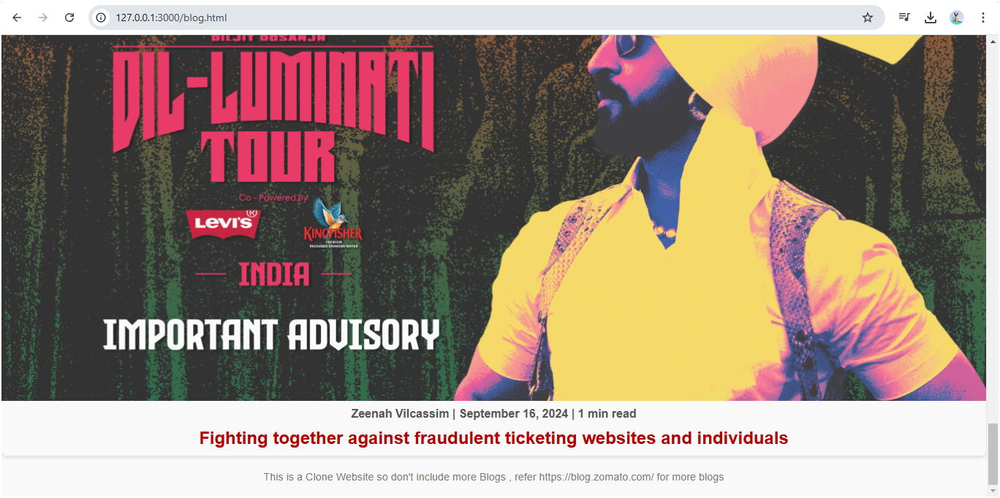 127.0.0.1:3000/blog.html
DILJIT DOSANJH
DIL-LUMINATI
TOUR
Co - Powered By
LEVI'S ®
KINGFISHER
PREMIUM
PACKAGED DRINKING WATER
INDIA
IMPORTANT ADVISORY
Zeenah Vilcassim | September 16, 2024 | 1 min read
Fighting together against fraudulent ticketing websites and individuals
This is a Clone Website so don't include more Blogs , refer https://blog.zomato.com/ for more blogs